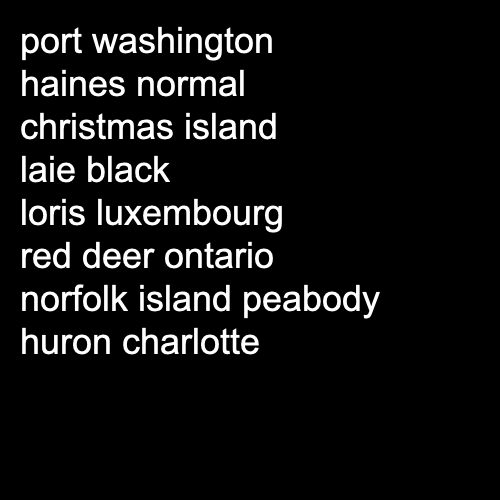 port washington
haines normal
christmas island
laie black
loris luxembourg
red deer ontario
norfolk island peabody
huron charlotte